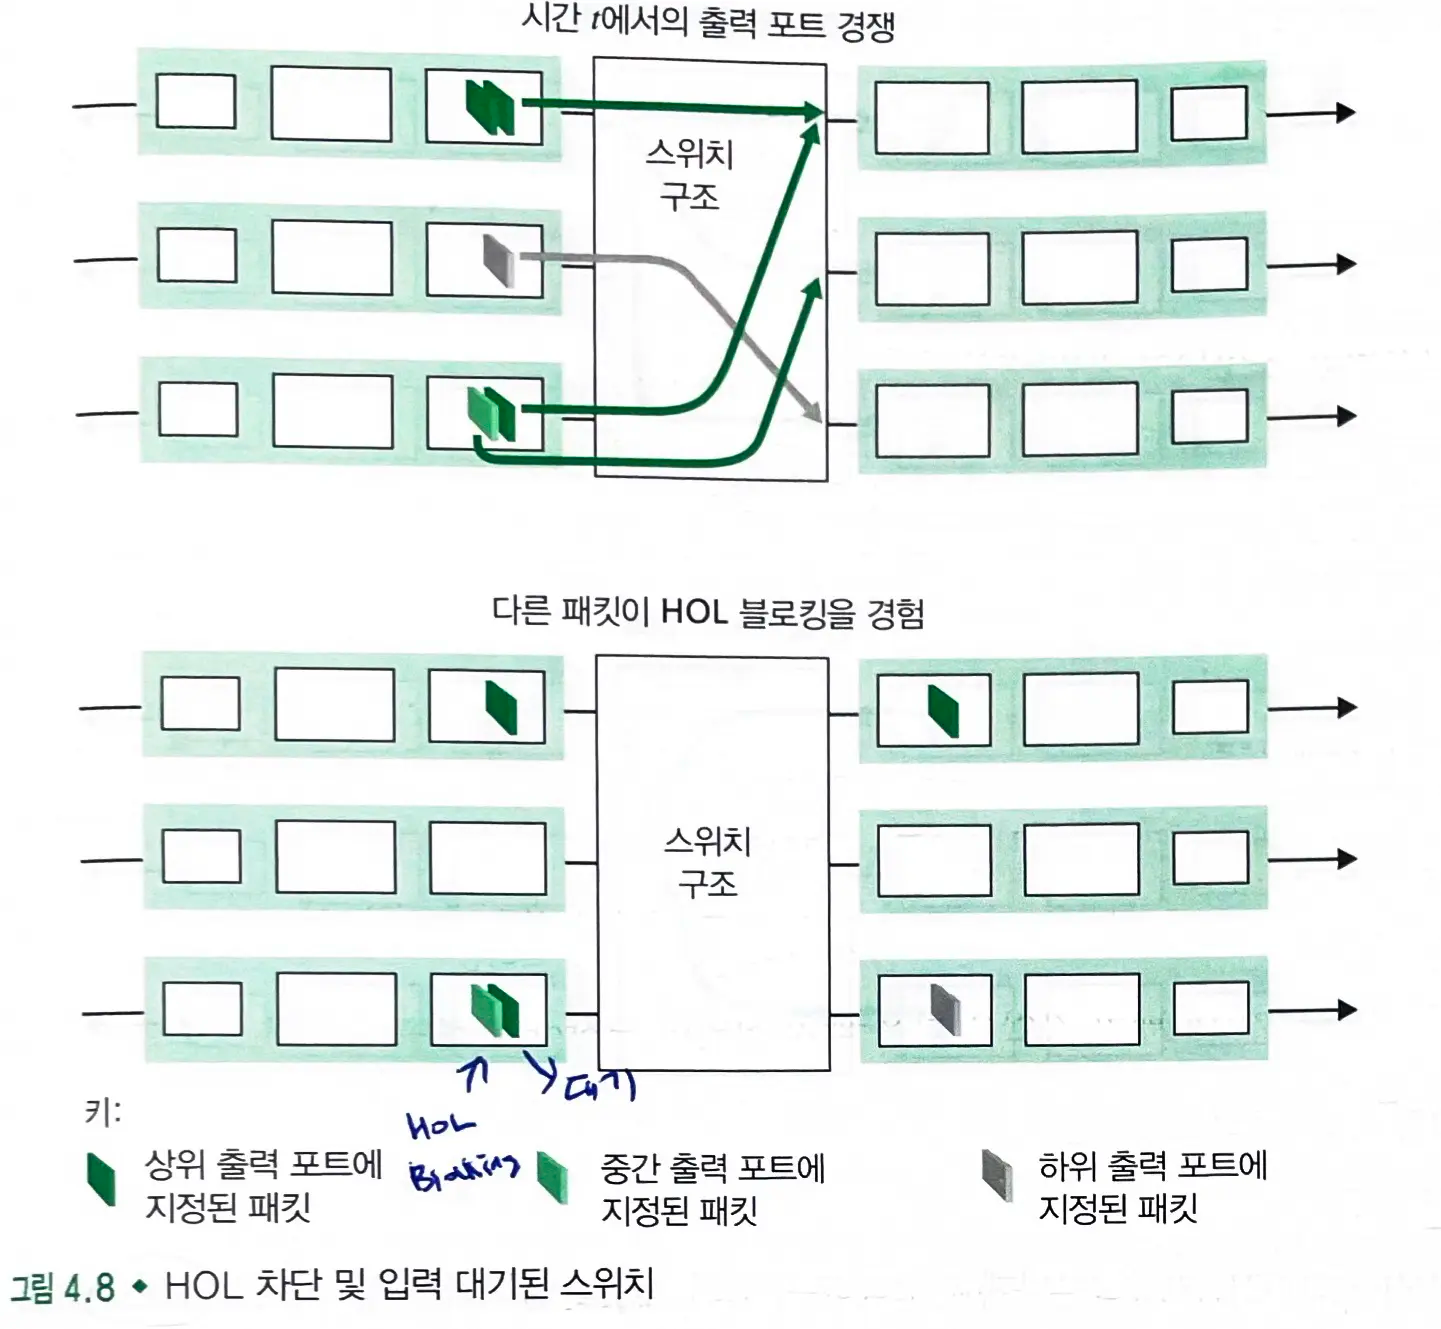 시간 t에서의 출력 포트 경쟁
스위치
구조
다른 패킷이 HOL 블로킹을 경험
스위치
구조
대기
HOL
Blocking
키:
상위 출력 포트에
지정된 패킷
중간 출력 포트에
지정된 패킷
하위 출력 포트에
지정된 패킷
그림 4.8 ◆ HOL 차단 및 입력 대기된 스위치